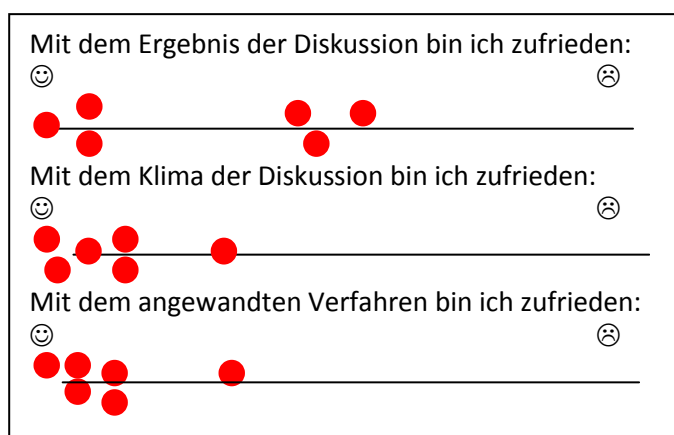 Mit dem Ergebnis der Diskussion bin ich zufrieden:
☺ ☹
Mit dem Klima der Diskussion bin ich zufrieden:
☺ ☹
Mit dem angewandten Verfahren bin ich zufrieden:
☺ ☹